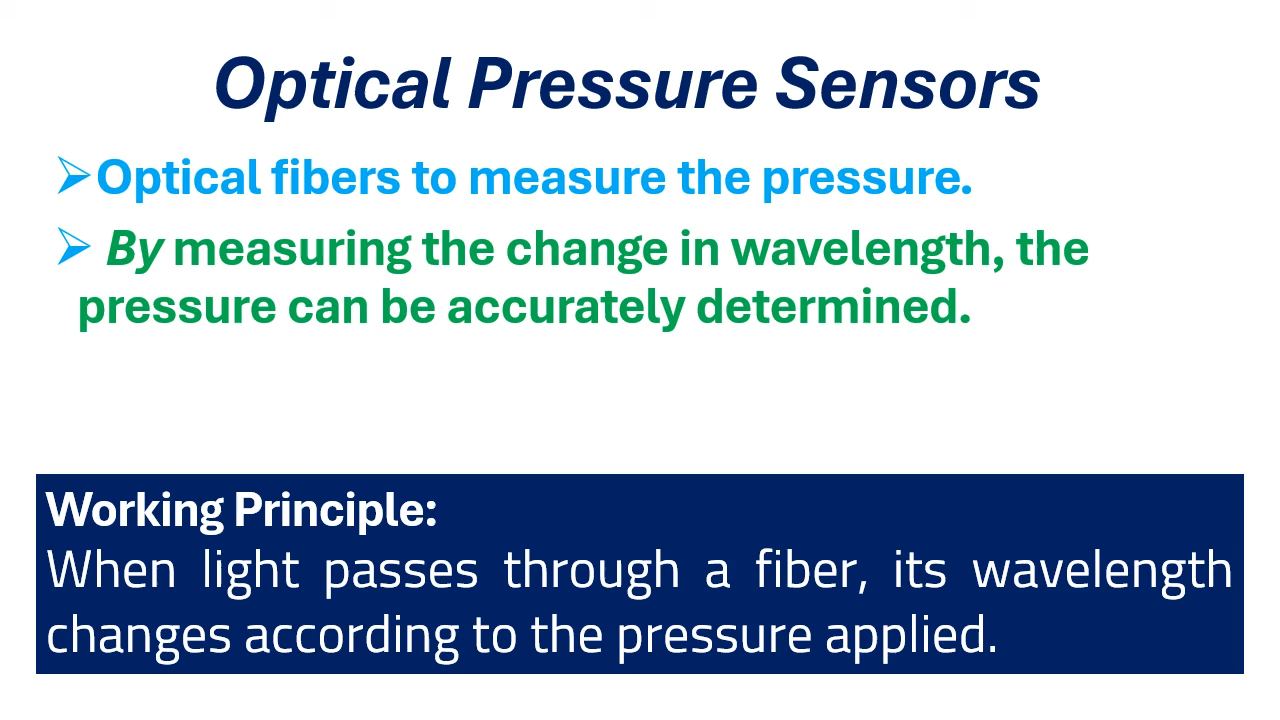 Optical Pressure Sensors
➢Optical fibers to measure the pressure.
➢ By measuring the change in wavelength, the
pressure can be accurately determined.
Working Principle:
When light passes through a fiber, its wavelength
changes according to the pressure applied.